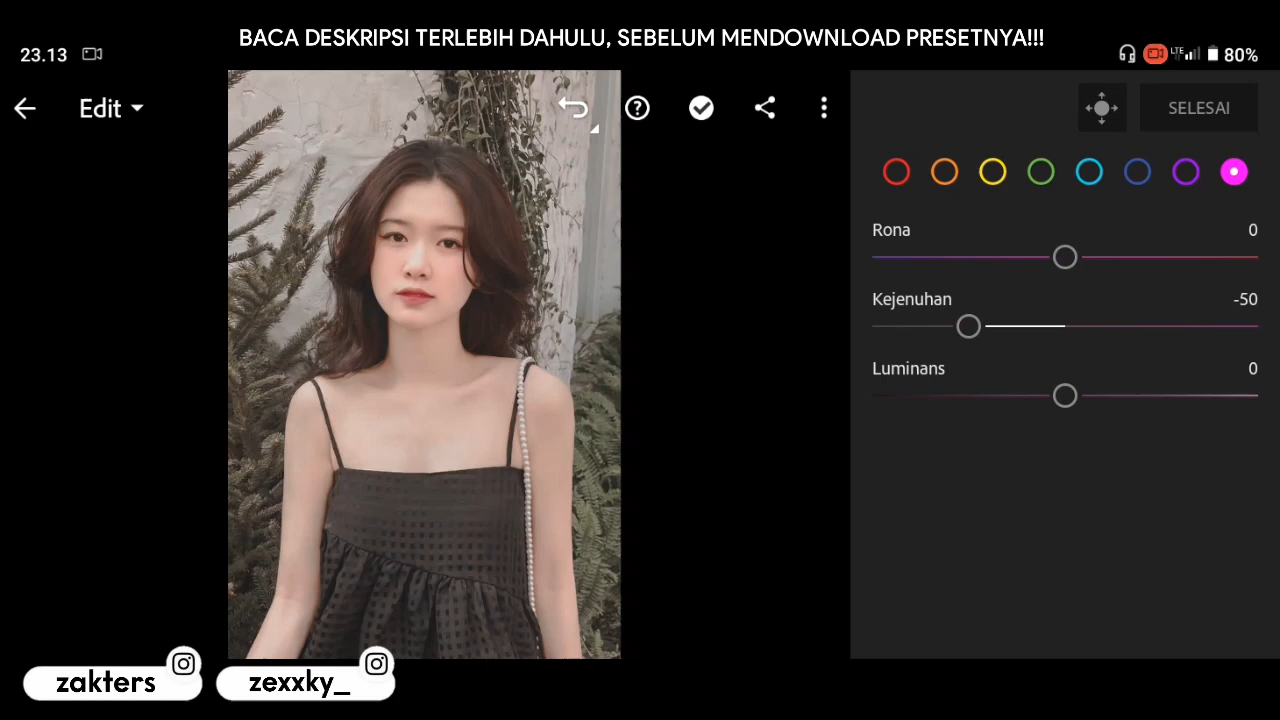 BACA DESKRIPSI TERLEBIH DAHULU, SEBELUM MENDOWNLOAD PRESETNYA!!!
23.13
LTE 80%
Edit
SELESAI
Rona 0
Kejenuhan -50
Luminans 0
zakters
zexxky_